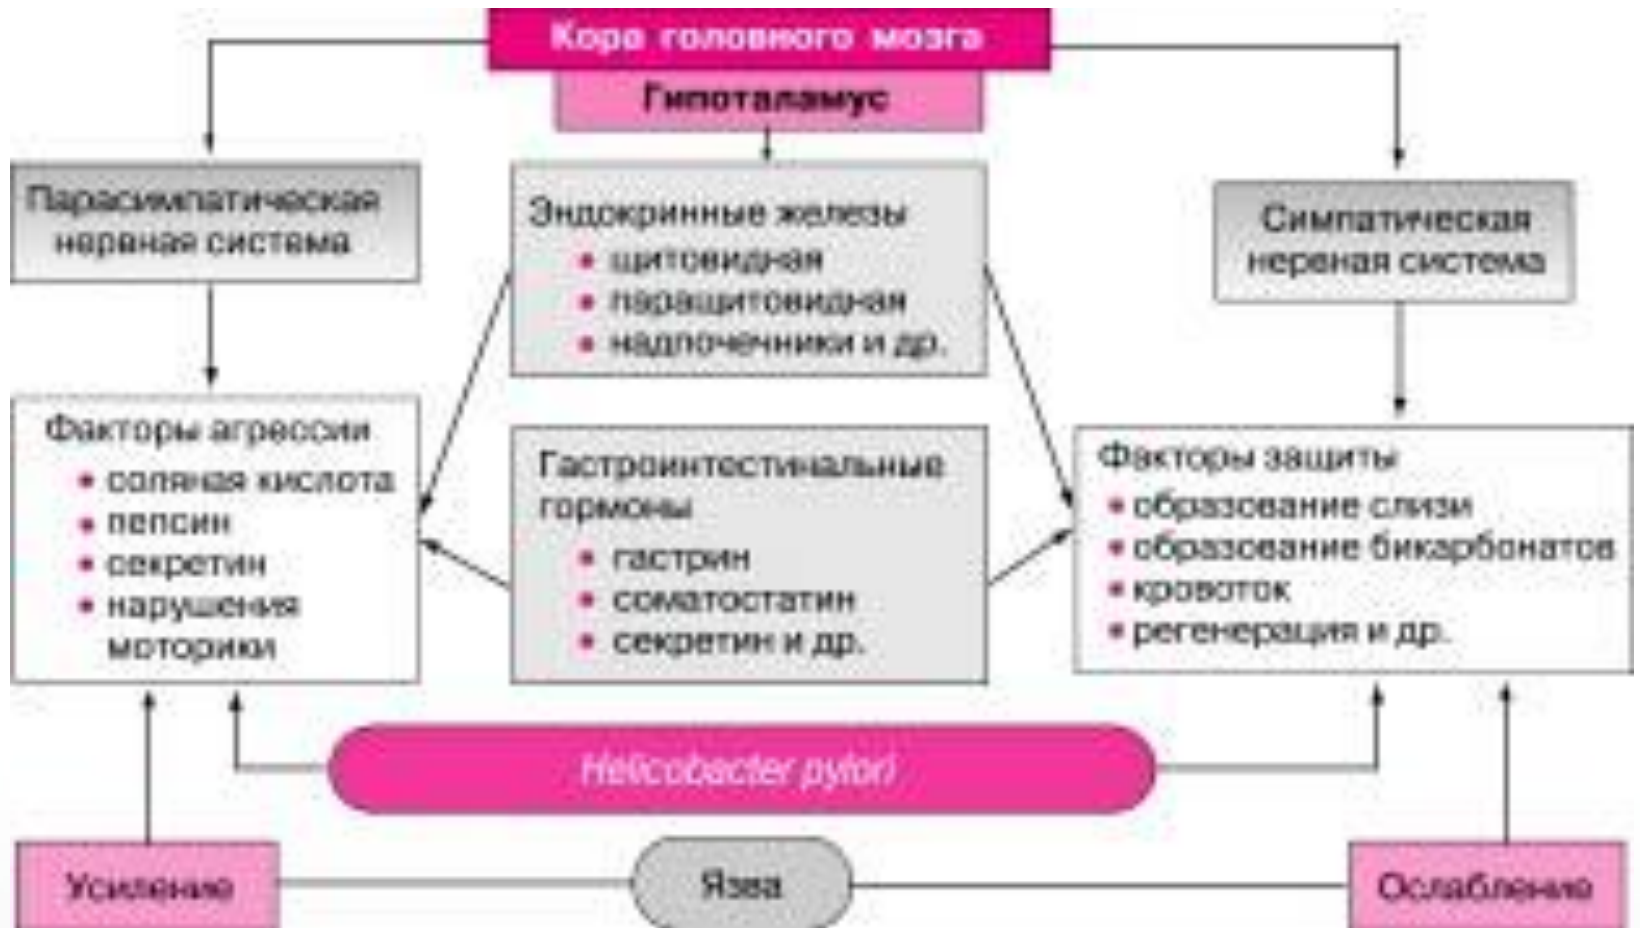 Кора головного мозга
Гипоталамус
Парасимпатическая
нервная система
Эндокринные железы
• щитовидная
• паращитовидная
• надпочечники и др.
Симпатическая
нервная система
Факторы агрессии
• соляная кислота
• пепсин
• секретин
• нарушения
моторики
Гастроинтестинальные
гормоны
• гастрин
• соматостатин
• секретин и др.
Факторы защиты
• образование слизи
• образование бикарбонатов
• кровоток
• регенерация и др.
Helicobacter pylori
Усиление
Язва
Ослабление